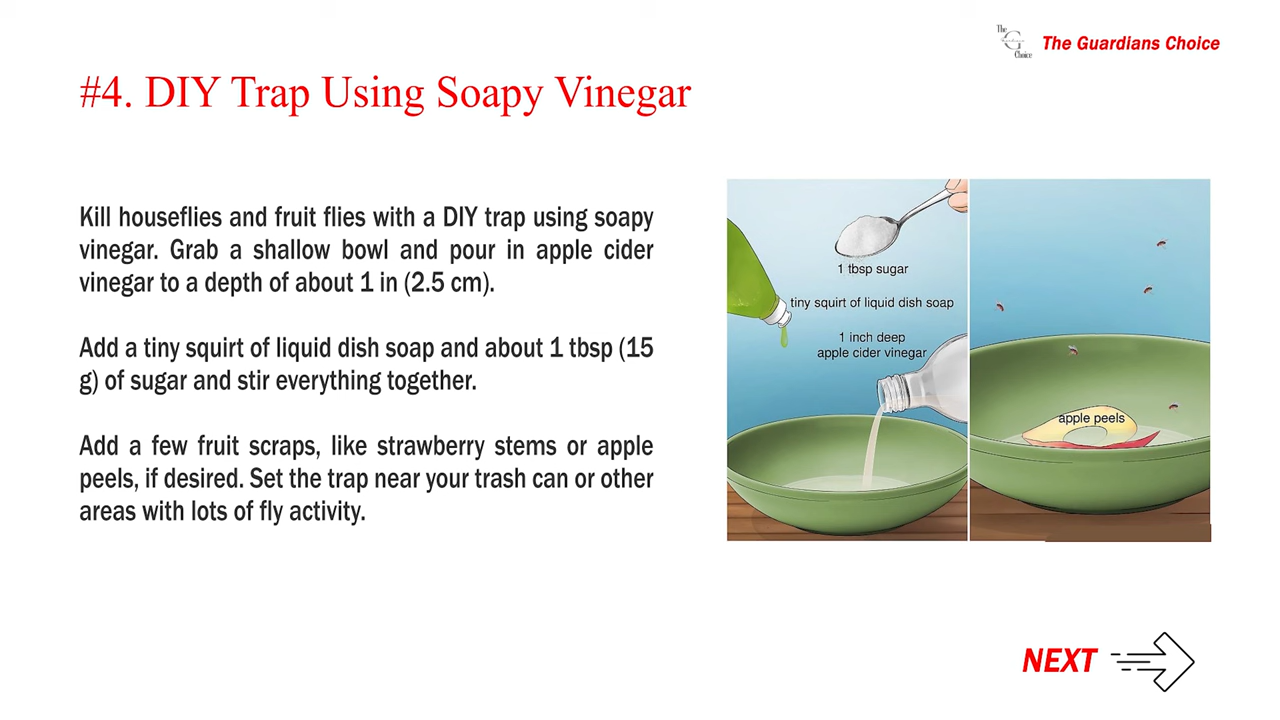 The
G
Choice
The Guardians Choice
#4. DIY Trap Using Soapy Vinegar
Kill houseflies and fruit flies with a DIY trap using soapy
vinegar. Grab a shallow bowl and pour in apple cider
vinegar to a depth of about 1 in (2.5 cm).
Add a tiny squirt of liquid dish soap and about 1 tbsp (15
g) of sugar and stir everything together.
Add a few fruit scraps, like strawberry stems or apple
peels, if desired. Set the trap near your trash can or other
areas with lots of fly activity.
1 tbsp sugar
tiny squirt of liquid dish soap
1 inch deep
apple cider vinegar
apple peels
NEXT